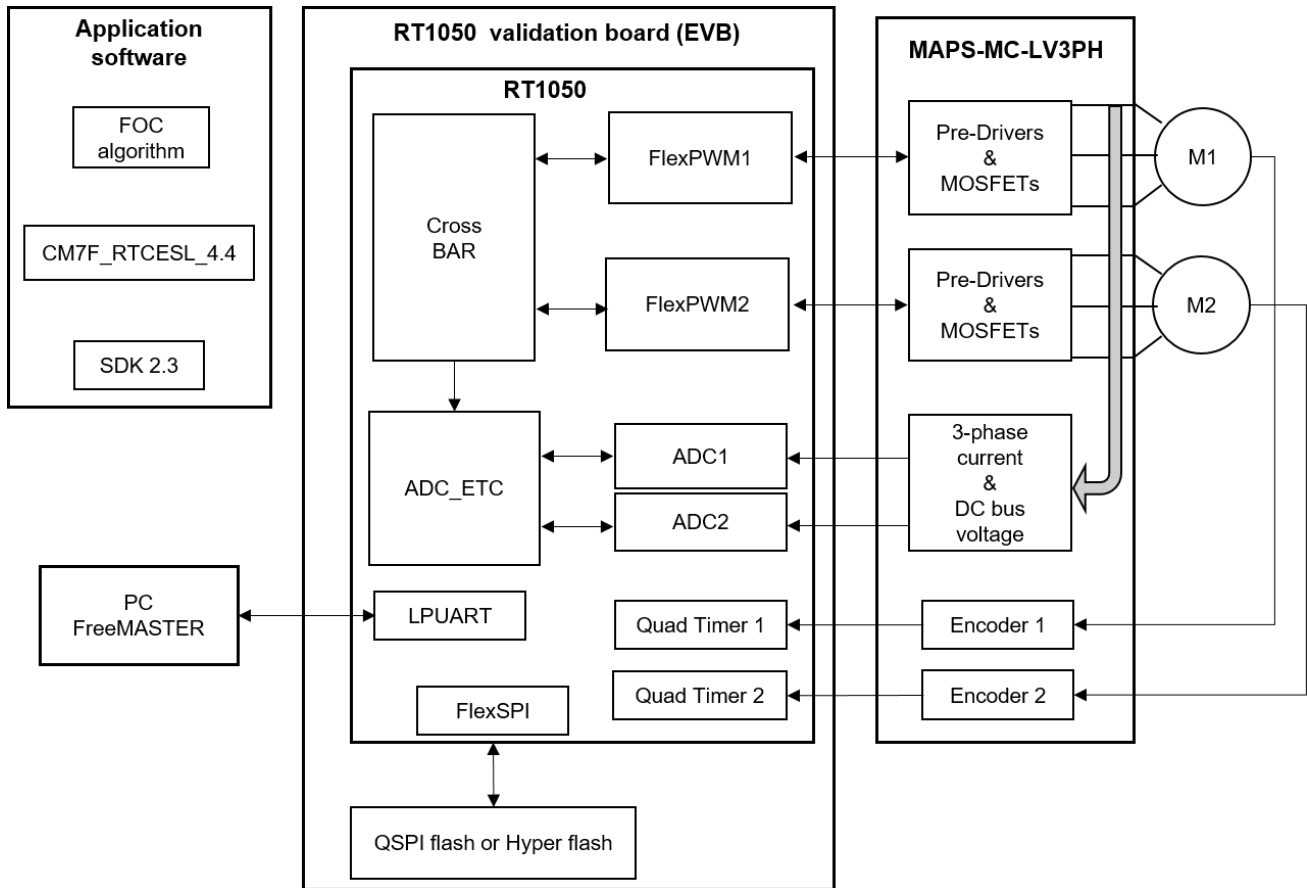 Application
software
FOC
algorithm
CM7F_RTCESL_4.4
SDK 2.3
PC
FreeMASTER
RT1050 validation board (EVB)
RT1050
Cross
BAR
FlexPWM1
FlexPWM2
ADC_ETC
ADC1
ADC2
LPUART
Quad Timer 1
Quad Timer 2
FlexSPI
QSPI flash or Hyper flash
MAPS-MC-LV3PH
Pre-Drivers
&
MOSFETs
Pre-Drivers
&
MOSFETs
3-phase
current
&
DC bus
voltage
Encoder 1
Encoder 2
M1
M2